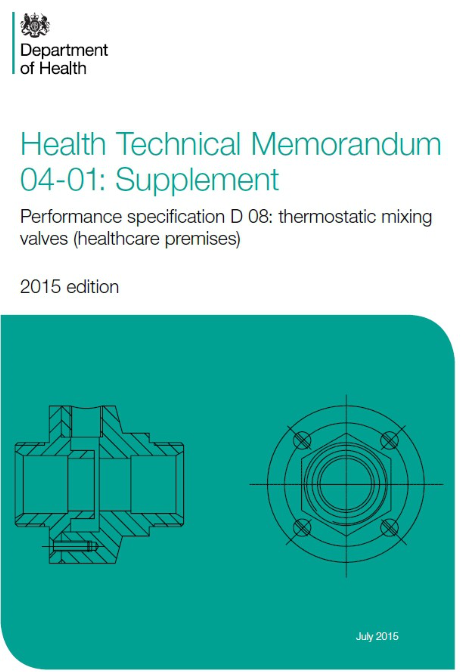 Department
of Health
Health Technical Memorandum
04-01: Supplement
Performance specification D 08: thermostatic mixing
valves (healthcare premises)
2015 edition
July 2015